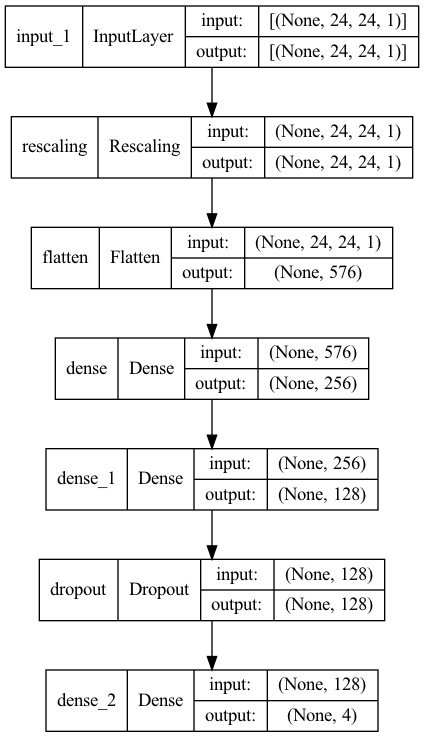 input_1 InputLayer input: [(None, 24, 24, 1)]
output: [(None, 24, 24, 1)]
rescaling Rescaling input: (None, 24, 24, 1)
output: (None, 24, 24, 1)
flatten Flatten input: (None, 24, 24, 1)
output: (None, 576)
dense Dense input: (None, 576)
output: (None, 256)
dense_1 Dense input: (None, 256)
output: (None, 128)
dropout Dropout input: (None, 128)
output: (None, 128)
dense_2 Dense input: (None, 128)
output: (None, 4)